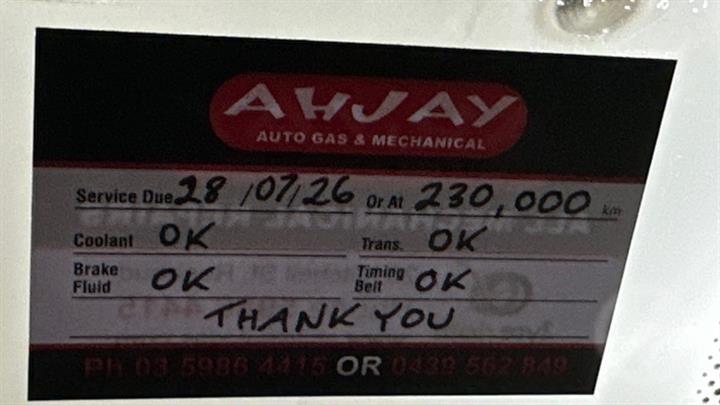 AHJAY
AUTO GAS & MECHANICAL
Service Due 28/07/26 Or At 230,000 km
Coolant OK Trans. OK
Brake Fluid OK Timing Belt OK
THANK YOU
Ph 03 5986 4415 OR 0439 562 849